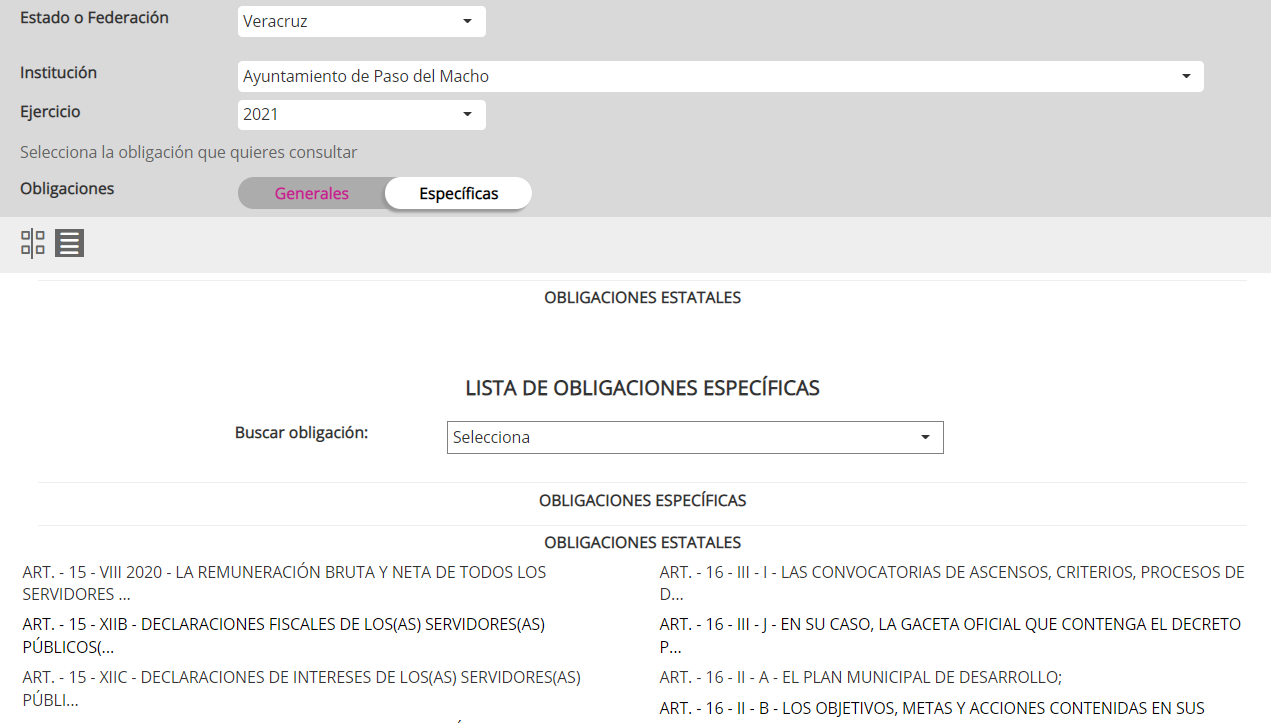 Estado o Federación
Veracruz
Institución
Ayuntamiento de Paso del Macho
Ejercicio
2021
Selecciona la obligación que quieres consultar
Obligaciones
Generales
Específicas
OBLIGACIONES ESTATALES
LISTA DE OBLIGACIONES ESPECÍFICAS
Buscar obligación:
Selecciona
OBLIGACIONES ESPECÍFICAS
OBLIGACIONES ESTATALES
ART. - 15 - VIII 2020 - LA REMUNERACIÓN BRUTA Y NETA DE TODOS LOS
SERVIDORES ...
ART. - 15 - XIIB - DECLARACIONES FISCALES DE LOS(AS) SERVIDORES(AS)
PÚBLICOS(...
ART. - 15 - XIIC - DECLARACIONES DE INTERESES DE LOS(AS) SERVIDORES(AS)
PÚBLI...
ART. - 16 - III - I - LAS CONVOCATORIAS DE ASCENSOS, CRITERIOS, PROCESOS DE
D...
ART. - 16 - III - J - EN SU CASO, LA GACETA OFICIAL QUE CONTENGA EL DECRETO
P...
ART. - 16 - II - A - EL PLAN MUNICIPAL DE DESARROLLO;
ART. - 16 - II - B - LOS OBJETIVOS, METAS Y ACCIONES CONTENIDAS EN SUS